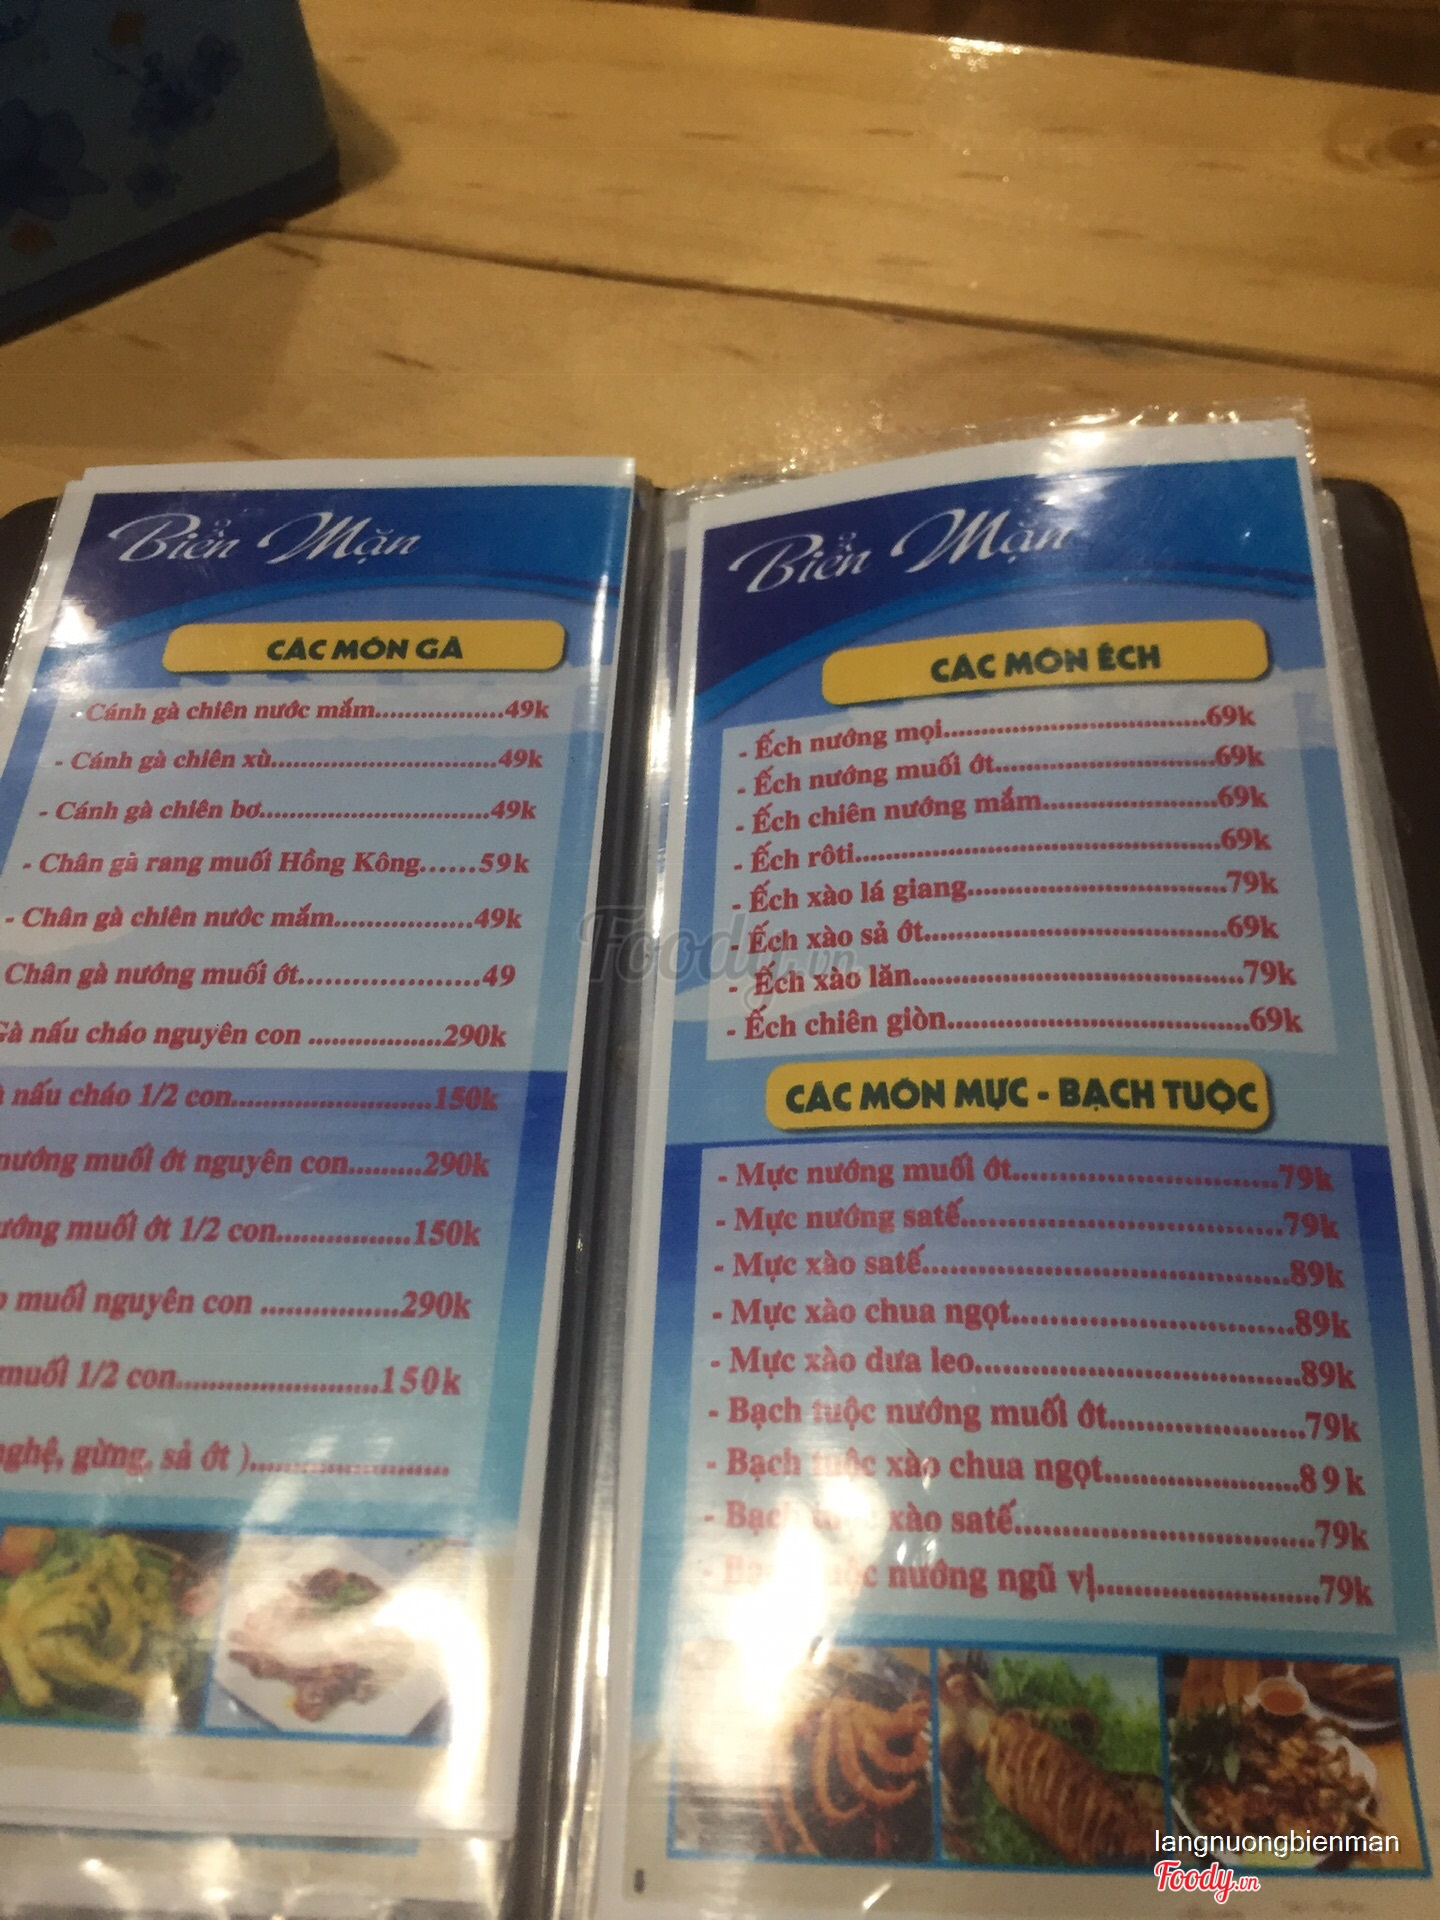 Biển Mặn
CÁC MÓN GÀ
- Cánh gà chiên nước mắm..................49k
- Cánh gà chiên xù................................49k
- Cánh gà chiên bơ.................................49k
- Chân gà rang muối Hồng Kông......59k
- Chân gà chiên nước mắm..................49k
Chân gà nướng muối ớt......................49
Gà nấu cháo nguyên con ..................290k
nấu cháo 1/2 con............................150k
nướng muối ớt nguyên con.........290k
muối ớt 1/2 con.................150k
muối nguyên con .................290k
muối 1/2 con..........................150k
nghệ, gừng, sả ớt )..........................
Biển Mặn
CÁC MÓN ẾCH
- Ếch nướng mọi.....................................69k
- Ếch nướng muối ớt...............................69k
- Ếch chiên nướng mắm.........................69k
- Ếch rôti...................................................69k
- Ếch xào lá giang....................................79k
- Ếch xào sả ớt..........................................69k
- Ếch xào lăn.............................................79k
- Ếch chiên giòn........................................69k
CÁC MÓN MỰC - BẠCH TUỘC
- Mực nướng muối ớt..................................79k
- Mực nướng satế.........................................79k
- Mực xào satế...............................................89k
- Mực xào chua ngọt....................................89k
- Mực xào dưa leo.........................................89k
- Bạch tuộc nướng muối ớt.........................79k
- Bạch tuộc xào chua ngọt........................89k
- Bạch xào satế......................................79k
nướng ngũ vị............................79k
Foody.vn
langnuongbienman
Foody.vn